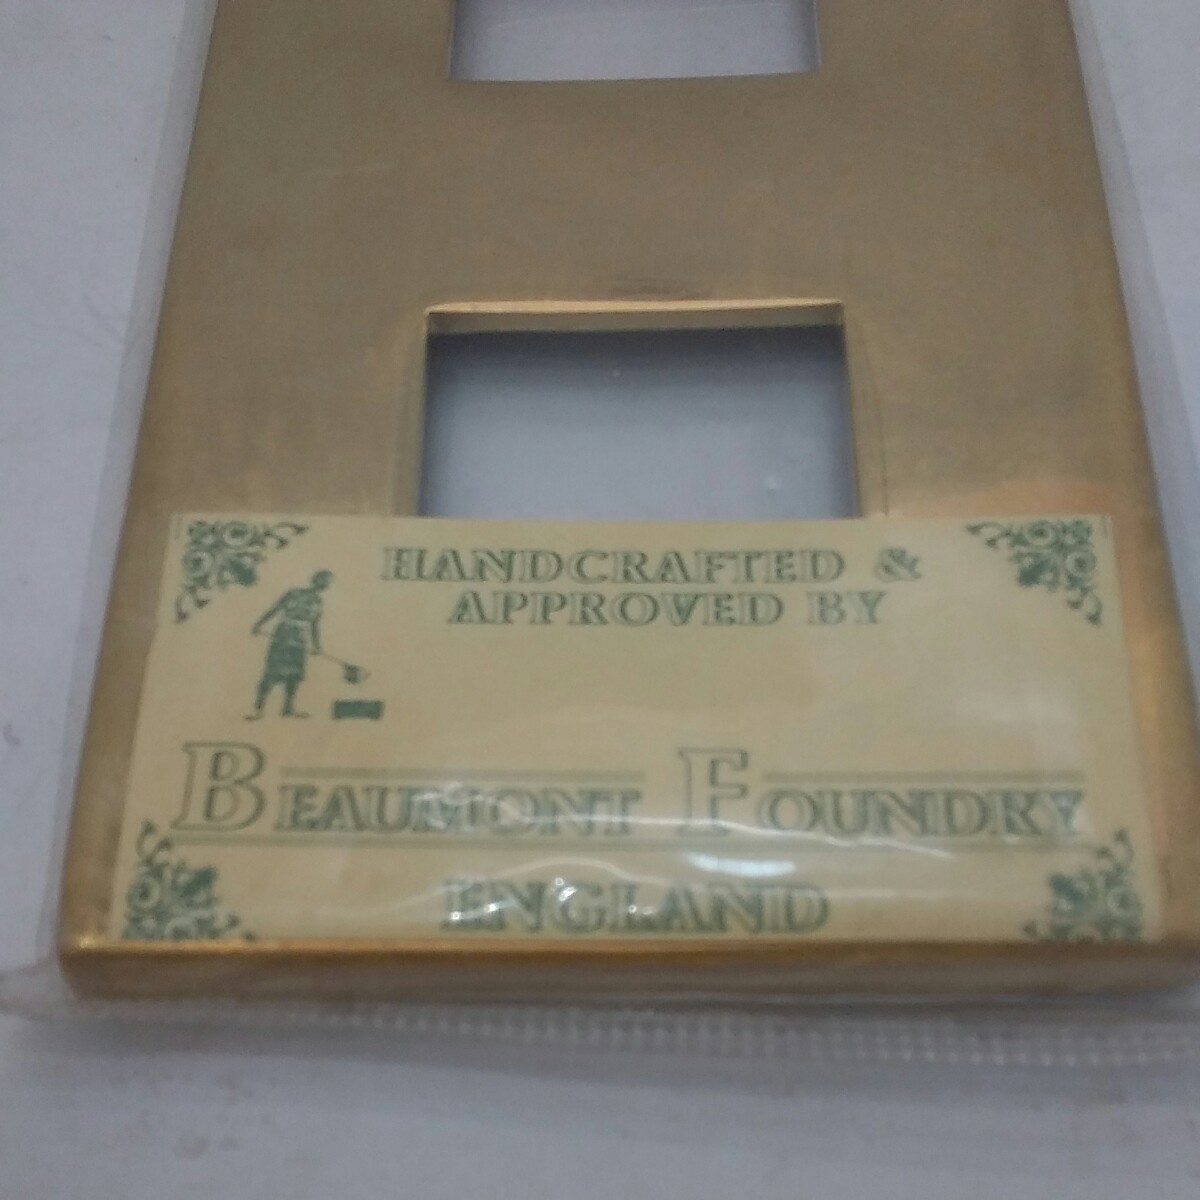 HANDCRAFTED &
APPROVED BY
BEAUMONT FOUNDRY
ENGLAND